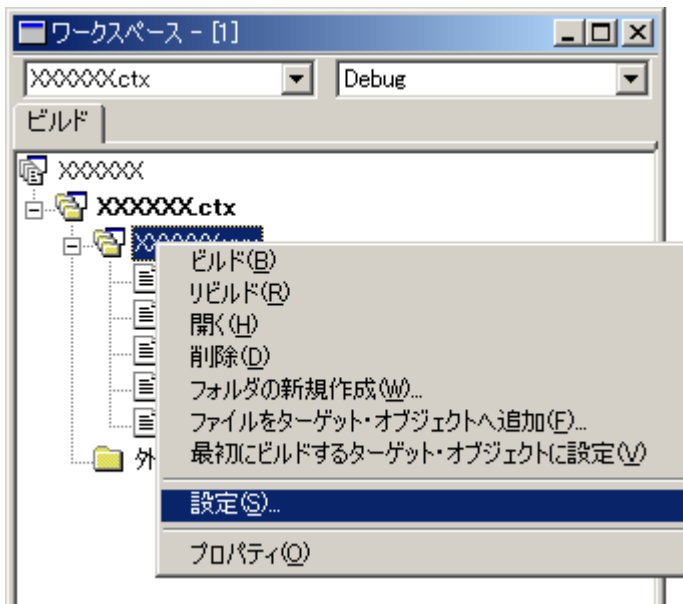 ワークスペース - [1]
XXXXXX.ctx
Debug
ビルド
XXXXXX
XXXXXX.ctx
ビルド(B)
リビルド(R)
開く(H)
削除(D)
フォルダの新規作成(W)...
ファイルをターゲット・オブジェクトへ追加(F)...
最初にビルドするターゲット・オブジェクトに設定(V)
外
設定(S)...
プロパティ(O)